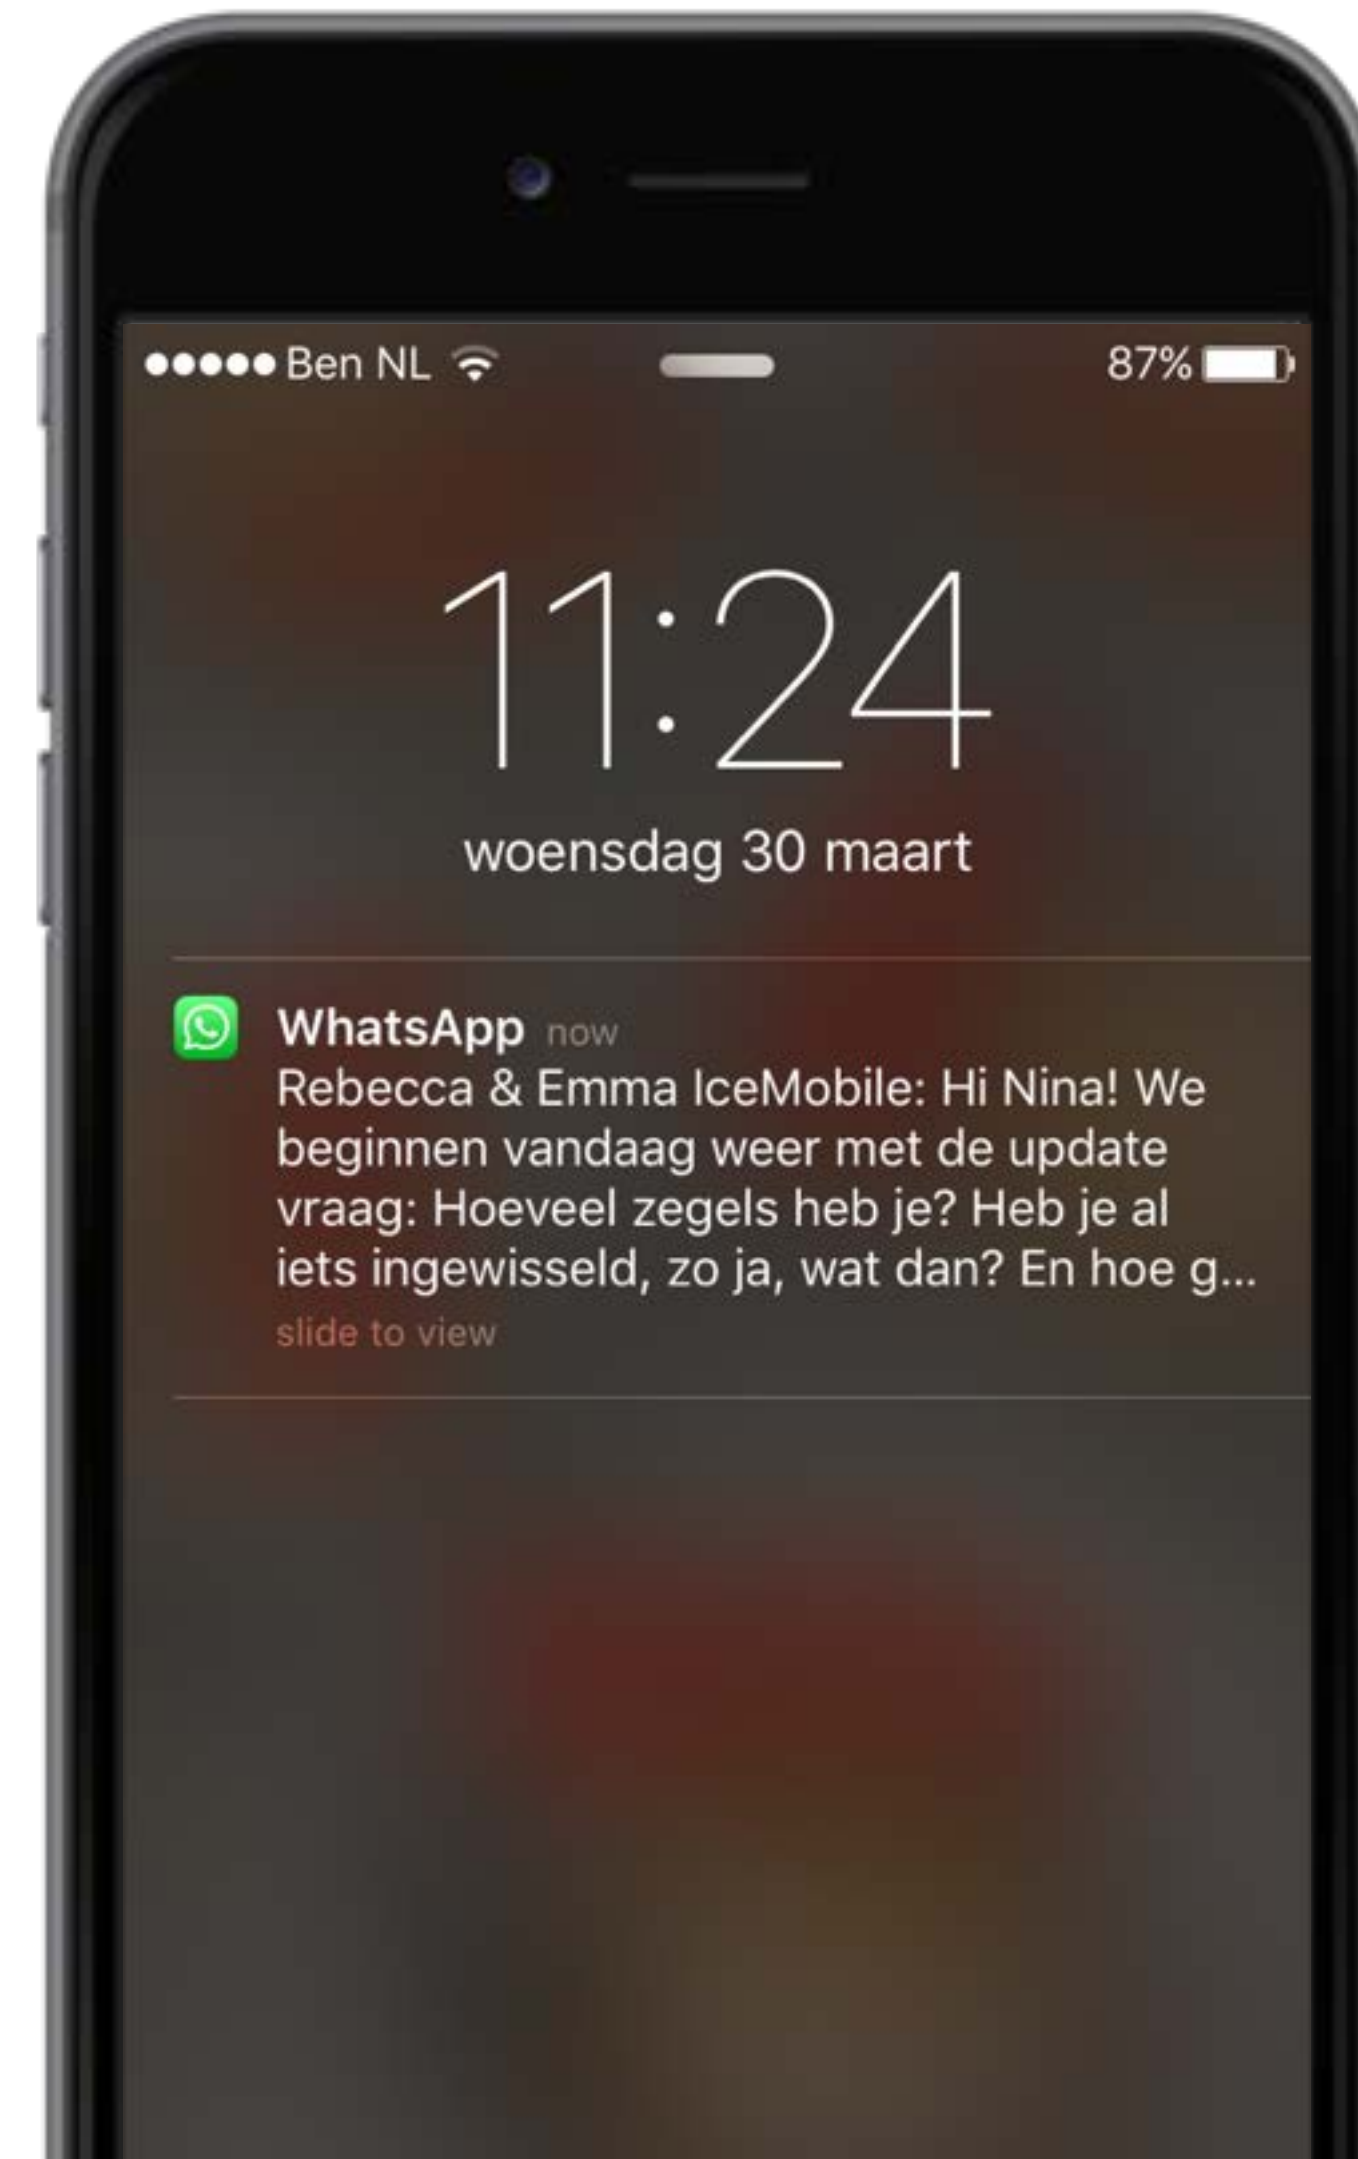 Ben NL 87%
11:24
woensdag 30 maart
WhatsApp now
Rebecca & Emma IceMobile: Hi Nina! We
beginnen vandaag weer met de update
vraag: Hoeveel zegels heb je? Heb je al
iets ingewisseld, zo ja, wat dan? En hoe g...
slide to view